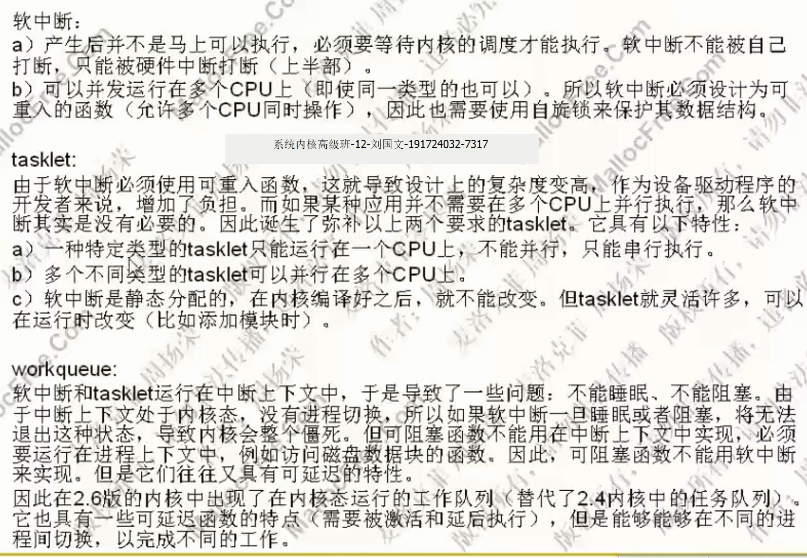 软中断：
a）产生后并不是马上可以执行，必须要等待内核的调度才能执行。软中断不能被自己
打断，只能被硬件中断打断（上半部）。
b）可以并发运行在多个CPU上（即使同一类型的也可以）。所以软中断必须设计为可
重入的函数（允许多个CPU同时操作），因此也需要使用自旋锁来保护其数据结构。
系统内核高级班-12-刘国文-191724032-7317
tasklet:
由于软中断必须使用可重入函数，这就导致设计上的复杂度变高，作为设备驱动程序的
开发者来说，增加了负担。而如果某种应用并不需要在多个CPU上并行执行，那么软中
断其实是没有必要的。因此诞生了弥补以上两个要求的tasklet。它具有以下特性：
a）一种特定类型的tasklet只能运行在一个CPU上，不能并行，只能串行执行。
b）多个不同类型的tasklet可以并行在多个CPU上。
c）软中断是静态分配的，在内核编译好之后，就不能改变。但tasklet就灵活许多，可以
在运行时改变（比如添加模块时）。
workqueue:
软中断和tasklet运行在中断上下文中，于是导致了一些问题：不能睡眠、不能阻塞。由
于中断上下文处于内核态，没有进程切换，所以如果软中断一旦睡眠或者阻塞，将无法
退出这种状态，导致内核会整个僵死。但可阻塞函数不能用在中断上下文中实现，必须
要运行在进程上下文中，例如访问磁盘数据块的函数。因此，可阻塞函数不能用软中断
来实现。但是它们往往又具有可延迟的特性。
因此在2.6版的内核中出现了在内核态运行的工作队列（替代了2.4内核中的任务队列）。
它也具有一些可延迟函数的特点（需要被激活和延后执行），但是能够能够在不同的进
程间切换，以完成不同的工作。